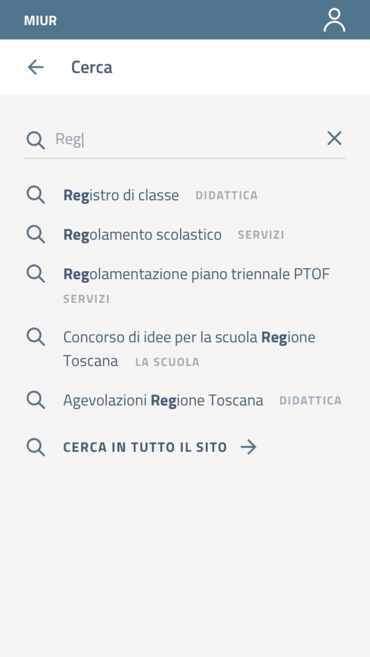 MIUR
Cerca
Reg
Registro di classe DIDATTICA
Regolamento scolastico SERVIZI
Regolamentazione piano triennale PTOF
SERVIZI
Concorso di idee per la scuola Regione
Toscana LA SCUOLA
Agevolazioni Regione Toscana DIDATTICA
CERCA IN TUTTO IL SITO